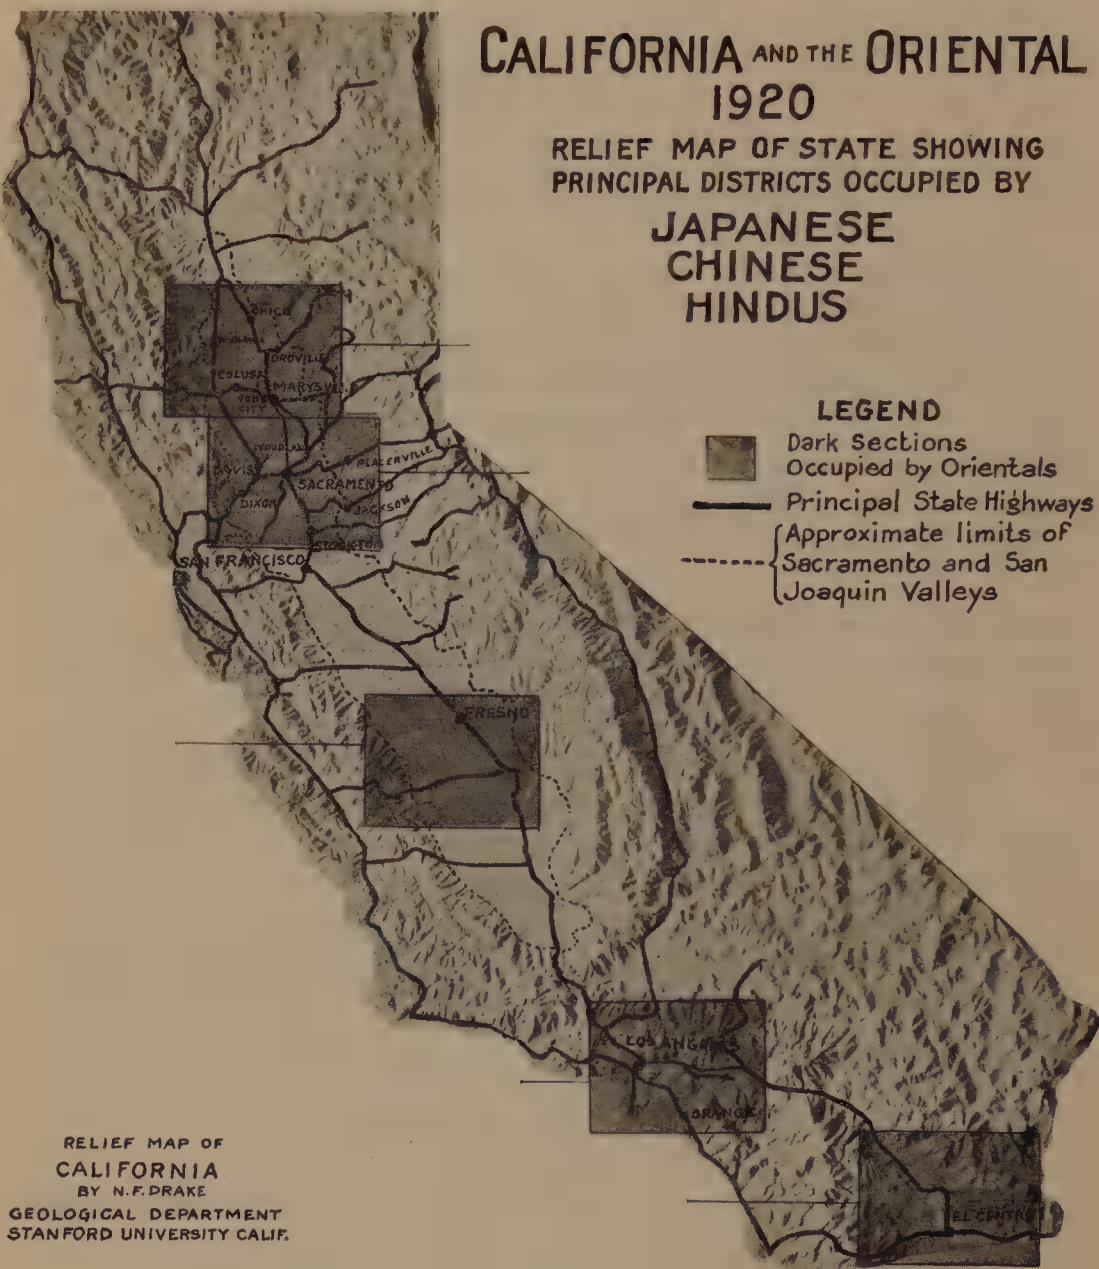 CALIFORNIA AND THE ORIENTAL
1920
RELIEF MAP OF STATE SHOWING
PRINCIPAL DISTRICTS OCCUPIED BY
JAPANESE
CHINESE
HINDUS
LEGEND
Dark Sections
Occupied by Orientals
Principal State Highways
Approximate limits of
Sacramento and San
Joaquin Valleys
CHICO
OROVILLE
COLUSA
MARYSV
CITY
PLACERVILLE
DAVIS
SACRAMENTO
DIXON
JACKSON
STOCKTON
SAN FRANCISCO
FRESNO
LOS ANGELES
ORANGE
EL CENTRO
RELIEF MAP OF
CALIFORNIA
BY N.F. DRAKE
GEOLOGICAL DEPARTMENT
STANFORD UNIVERSITY CALIF.